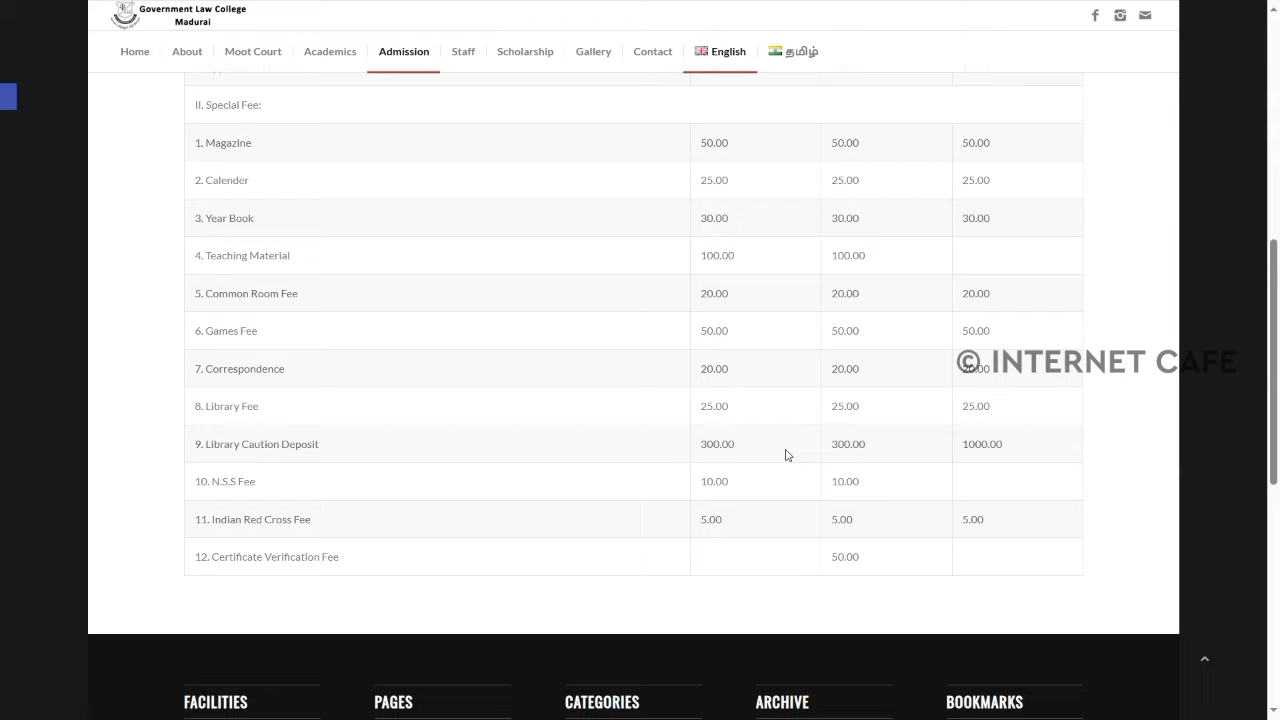 Government Law College
Madurai
Home About Moot Court Academics Admission Staff Scholarship Gallery Contact English தமிழ்
II. Special Fee:
1. Magazine 50.00 50.00 50.00
2. Calender 25.00 25.00 25.00
3. Year Book 30.00 30.00 30.00
4. Teaching Material 100.00 100.00
5. Common Room Fee 20.00 20.00 20.00
6. Games Fee 50.00 50.00 50.00
© INTERNET CAFE
7. Correspondence 20.00 20.00 20.00
8. Library Fee 25.00 25.00 25.00
9. Library Caution Deposit 300.00 300.00 1000.00
10. N.S.S Fee 10.00 10.00
11. Indian Red Cross Fee 5.00 5.00 5.00
12. Certificate Verification Fee 50.00
FACILITIES PAGES CATEGORIES ARCHIVE BOOKMARKS